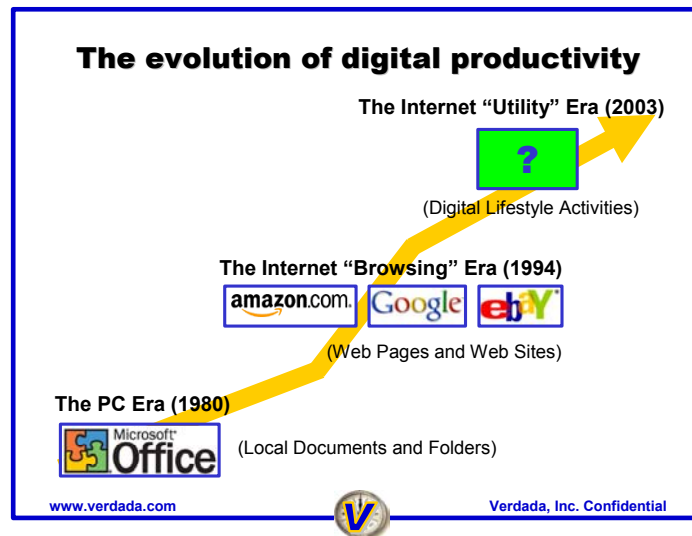 The evolution of digital productivity
The Internet “Utility” Era (2003)
?
(Digital Lifestyle Activities)
The Internet “Browsing” Era (1994)
amazon.com.
Google
ebaY
(Web Pages and Web Sites)
The PC Era (1980)
Microsoft
Office
(Local Documents and Folders)
www.verdada.com
V
Verdada, Inc. Confidential